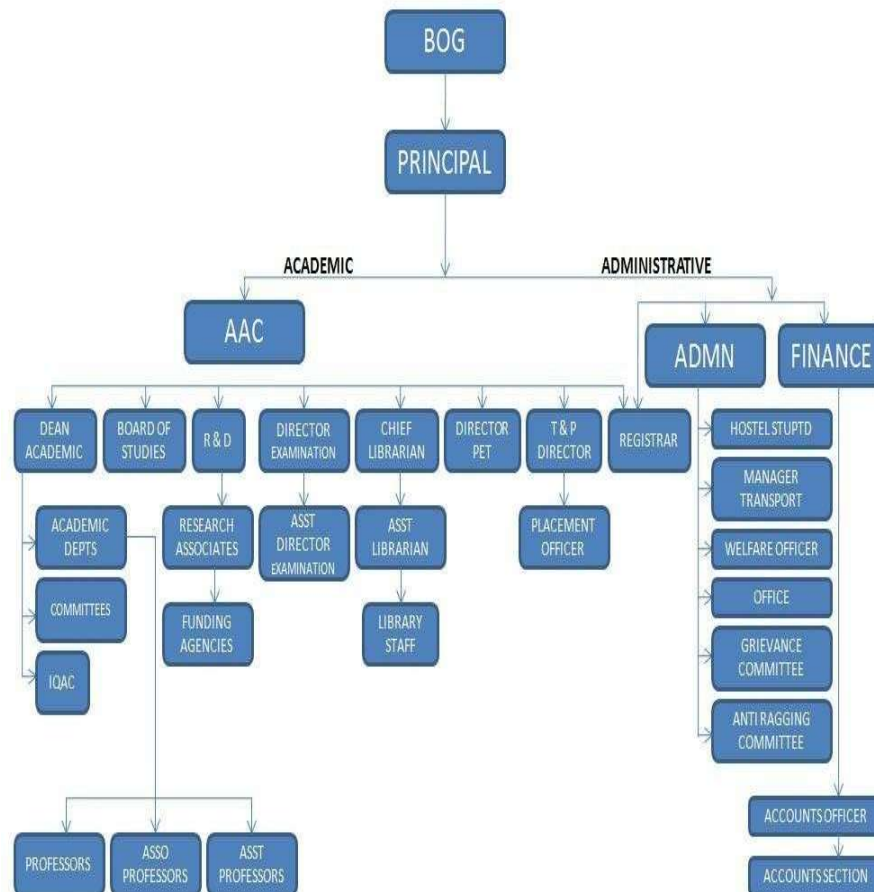 BOG
PRINCIPAL
ACADEMIC
ADMINISTRATIVE
AAC
ADMN
FINANCE
DEAN
ACADEMIC
BOARD OF
STUDIES
R & D
DIRECTOR
EXAMINATION
CHIEF
LIBRARIAN
DIRECTOR
PET
T & P
DIRECTOR
REGISTRAR
HOSTEL STUPTD
MANAGER
TRANSPORT
WELFARE OFFICER
OFFICE
GRIEVANCE
COMMITTEE
ANTI RAGGING
COMMITTEE
ACADEMIC
DEPTS
COMMITTEES
IQAC
RESEARCH
ASSOCIATES
FUNDING
AGENCIES
ASST
DIRECTOR
EXAMINATION
ASST
LIBRARIAN
LIBRARY
STAFF
PLACEMENT
OFFICER
PROFESSORS
ASSO
PROFESSORS
ASST
PROFESSORS
ACCOUNTS OFFICER
ACCOUNTS SECTION